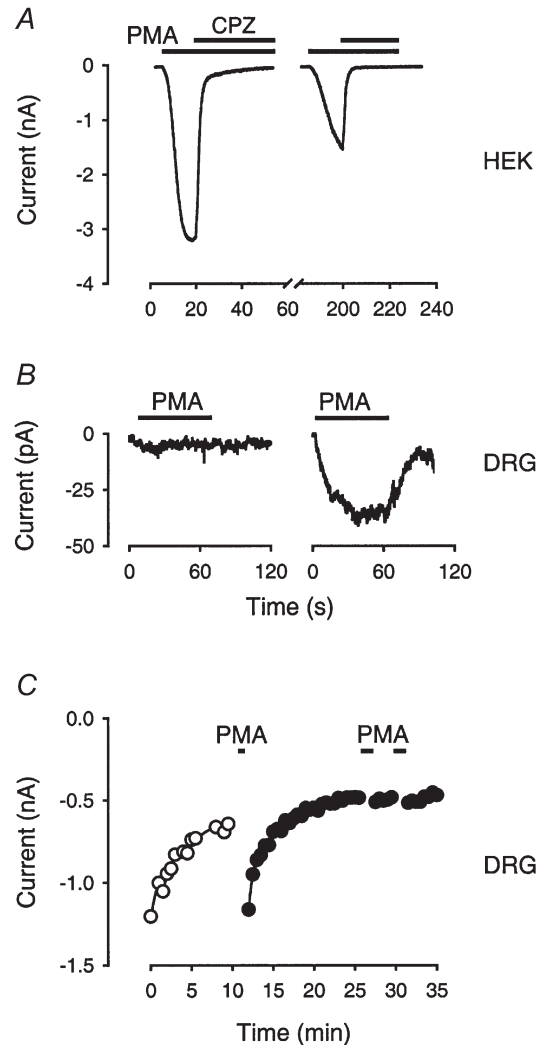 A
CPZ
PMA
0
-1
-2
-3
-4
Current (nA)
HEK
0 20 40 60 200 220 240
B
PMA PMA
0
-25
-50
Current (pA)
DRG
0 60 120 0 60 120
Time (s)
C
0.0
-0.5
-1.0
-1.5
Current (nA)
PMA PMA
DRG
0 5 10 15 20 25 30 35
Time (min)